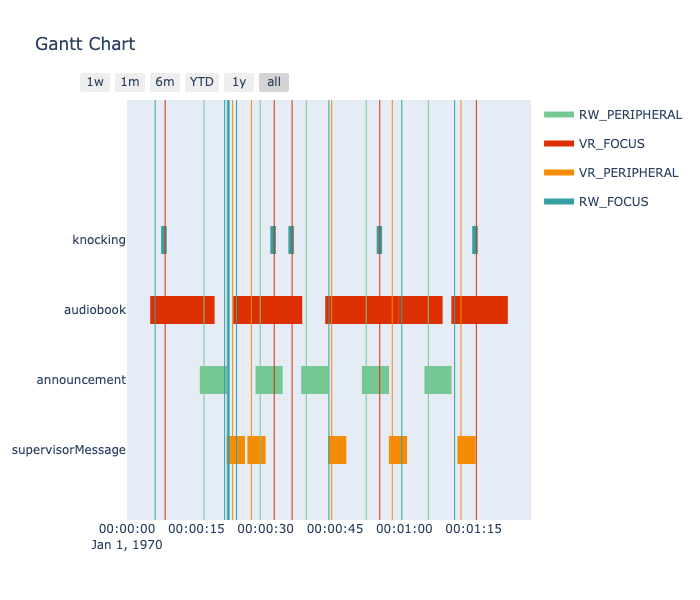 Gantt Chart
1w 1m 6m YTD 1y all
RW_PERIPHERAL
VR_FOCUS
VR_PERIPHERAL
RW_FOCUS
knocking
audiobook
announcement
supervisorMessage
00:00:00 00:00:15 00:00:30 00:00:45 00:01:00 00:01:15
Jan 1, 1970